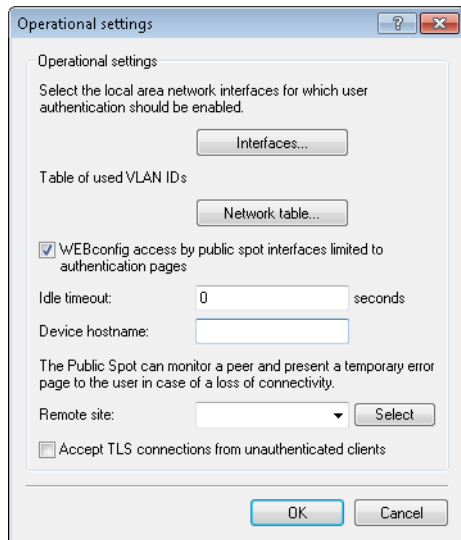 Operational settings
Operational settings
Select the local area network interfaces for which user
authentication should be enabled.
Interfaces...
Table of used VLAN IDs
Network table...
WEBconfig access by public spot interfaces limited to
authentication pages
Idle timeout: 0 seconds
Device hostname:
The Public Spot can monitor a peer and present a temporary error
page to the user in case of a loss of connectivity.
Remote site: Select
Accept TLS connections from unauthenticated clients
OK Cancel